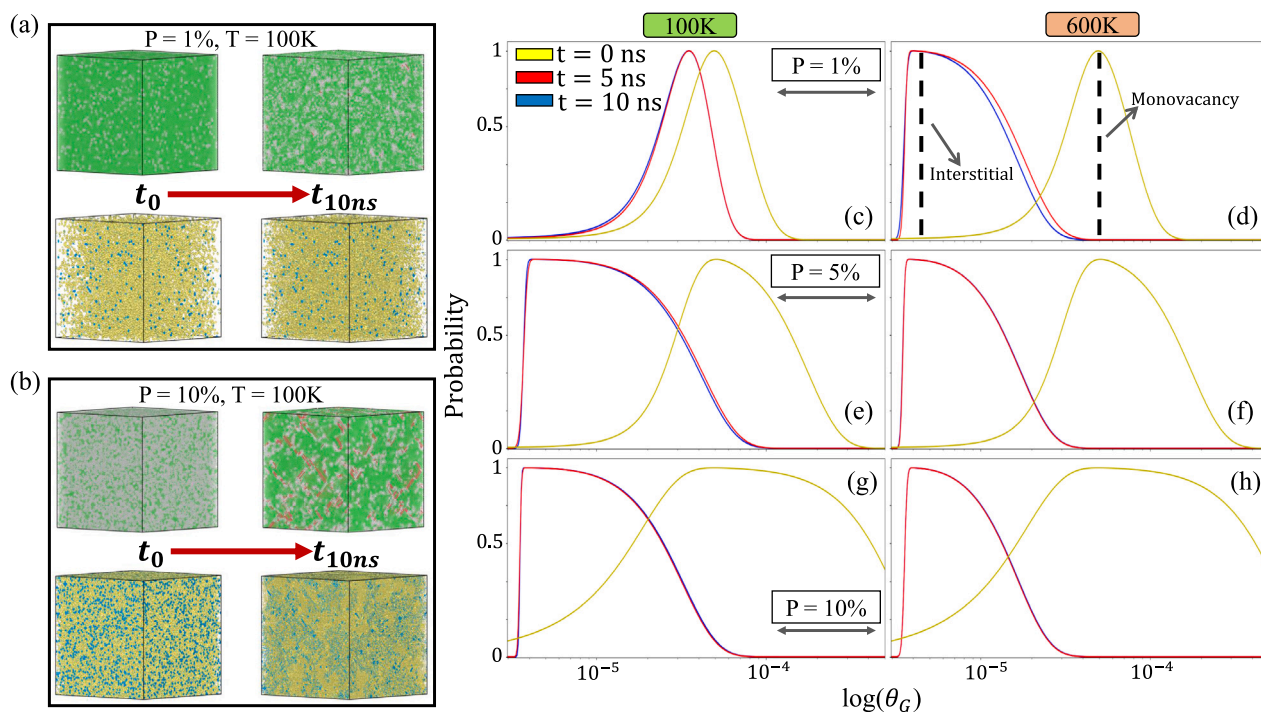 (a)
P = 1%, T = 100K
t₀
t₁₀ₙₛ
(b)
P = 10%, T = 100K
t₀
t₁₀ₙₛ
100K
600K
t = 0 ns
t = 5 ns
t = 10 ns
P = 1%
Monovacancy
Interstitial
1
0.5
0
(c)
(d)
P = 5%
1
0.5
0
(e)
(f)
Probability
1
0.5
0
(g)
(h)
P = 10%
10⁻⁵
10⁻⁴
10⁻⁵
10⁻⁴
log(θ_G)